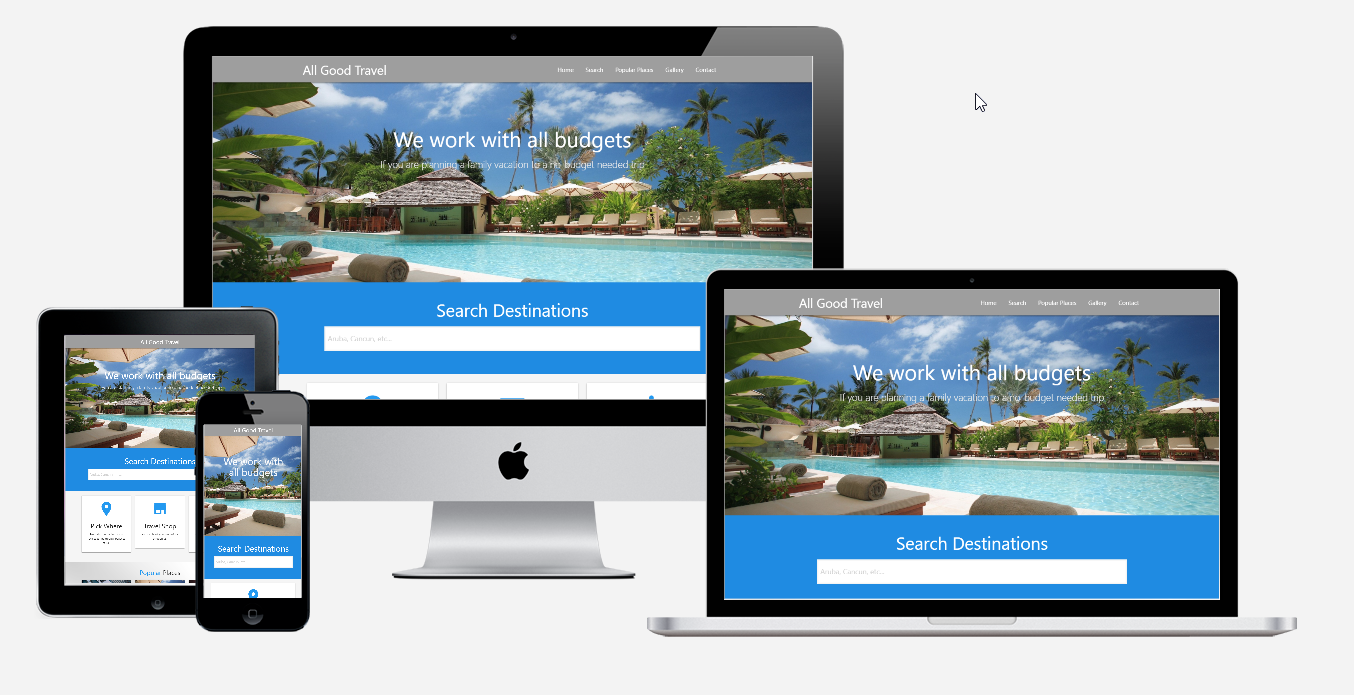 All Good Travel
Home Search Popular Places Gallery Contact
We work with all budgets
If you are planning a family vacation to a no-budget needed trip
Search Destinations
Aruba, Cancun, etc...
All Good Travel
We work with all budgets
Search Destinations
Pick Where
Travel Shop
Popular Places
All Good Travel
We work with
all budgets
Search Destinations
All Good Travel
Home Search Popular Places Gallery Contact
We work with all budgets
If you are planning a family vacation to a no-budget needed trip
Search Destinations
Aruba, Cancun, etc...